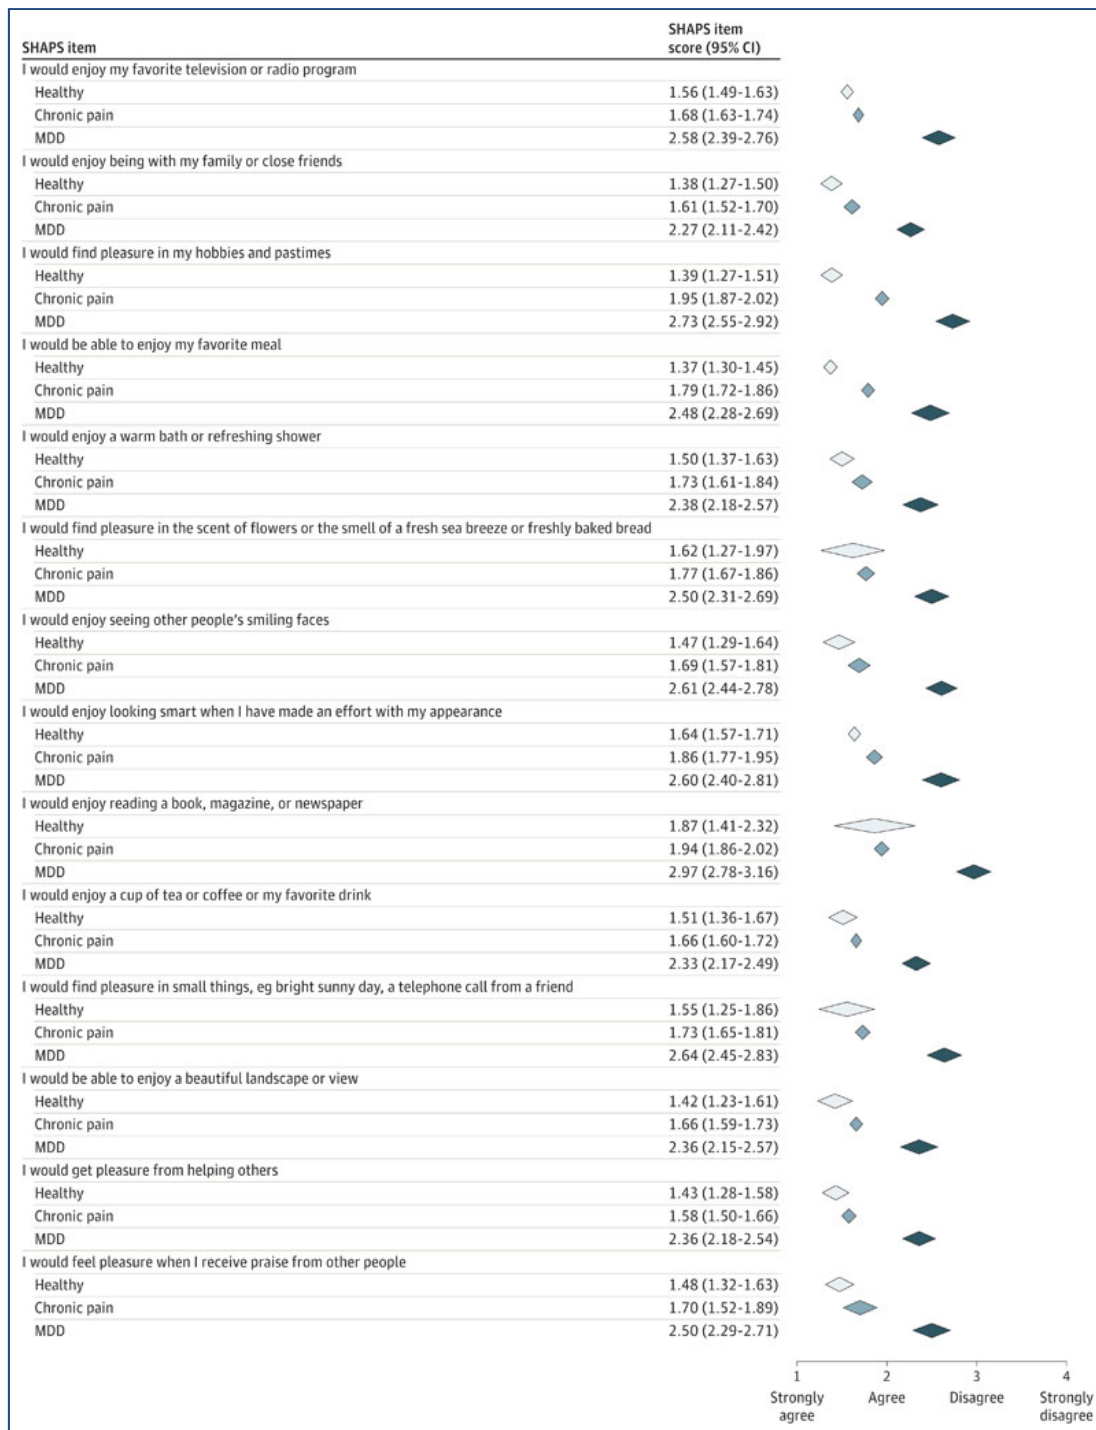 SHAPS item
SHAPS item score (95% CI)
I would enjoy my favorite television or radio program
Healthy 1.56 (1.49-1.63)
Chronic pain 1.68 (1.63-1.74)
MDD 2.58 (2.39-2.76)
I would enjoy being with my family or close friends
Healthy 1.38 (1.27-1.50)
Chronic pain 1.61 (1.52-1.70)
MDD 2.27 (2.11-2.42)
I would find pleasure in my hobbies and pastimes
Healthy 1.39 (1.27-1.51)
Chronic pain 1.95 (1.87-2.02)
MDD 2.73 (2.55-2.92)
I would be able to enjoy my favorite meal
Healthy 1.37 (1.30-1.45)
Chronic pain 1.79 (1.72-1.86)
MDD 2.48 (2.28-2.69)
I would enjoy a warm bath or refreshing shower
Healthy 1.50 (1.37-1.63)
Chronic pain 1.73 (1.61-1.84)
MDD 2.38 (2.18-2.57)
I would find pleasure in the scent of flowers or the smell of a fresh sea breeze or freshly baked bread
Healthy 1.62 (1.27-1.97)
Chronic pain 1.77 (1.67-1.86)
MDD 2.50 (2.31-2.69)
I would enjoy seeing other people's smiling faces
Healthy 1.47 (1.29-1.64)
Chronic pain 1.69 (1.57-1.81)
MDD 2.61 (2.44-2.78)
I would enjoy looking smart when I have made an effort with my appearance
Healthy 1.64 (1.57-1.71)
Chronic pain 1.86 (1.77-1.95)
MDD 2.60 (2.40-2.81)
I would enjoy reading a book, magazine, or newspaper
Healthy 1.87 (1.41-2.32)
Chronic pain 1.94 (1.86-2.02)
MDD 2.97 (2.78-3.16)
I would enjoy a cup of tea or coffee or my favorite drink
Healthy 1.51 (1.36-1.67)
Chronic pain 1.66 (1.60-1.72)
MDD 2.33 (2.17-2.49)
I would find pleasure in small things, eg bright sunny day, a telephone call from a friend
Healthy 1.55 (1.25-1.86)
Chronic pain 1.73 (1.65-1.81)
MDD 2.64 (2.45-2.83)
I would be able to enjoy a beautiful landscape or view
Healthy 1.42 (1.23-1.61)
Chronic pain 1.66 (1.59-1.73)
MDD 2.36 (2.15-2.57)
I would get pleasure from helping others
Healthy 1.43 (1.28-1.58)
Chronic pain 1.58 (1.50-1.66)
MDD 2.36 (2.18-2.54)
I would feel pleasure when I receive praise from other people
Healthy 1.48 (1.32-1.63)
Chronic pain 1.70 (1.52-1.89)
MDD 2.50 (2.29-2.71)
1 2 3 4
Strongly agree
Agree
Disagree
Strongly disagree